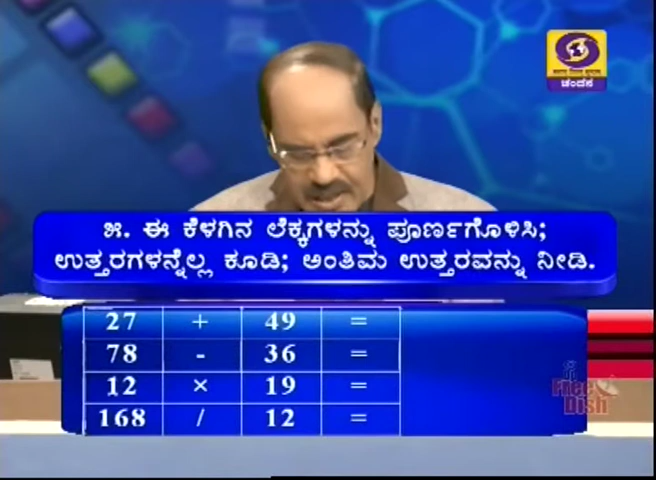 ಚಂದನ
೫. ಈ ಕೆಳಗಿನ ಲೆಕ್ಕಗಳನ್ನು ಪೂರ್ಣಗೊಳಿಸಿ;
ಉತ್ತರಗಳನ್ನೆಲ್ಲ ಕೂಡಿ; ಅಂತಿಮ ಉತ್ತರವನ್ನು ನೀಡಿ.
27 + 49 =
78 - 36 =
12 × 19 =
168 / 12 =
Free
Dish